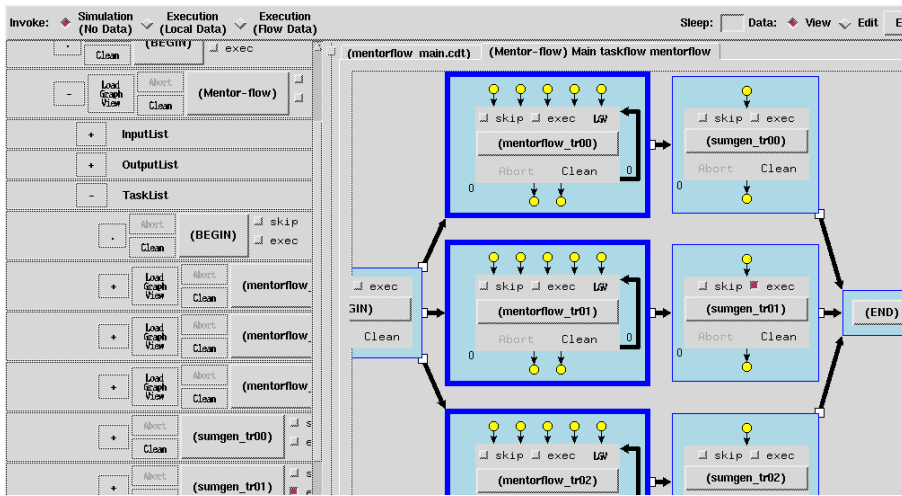 Invoke: Simulation (No Data) Execution (Local Data) Execution (Flow Data) Sleep: Data: View Edit E
Clean (BEGIN) exec
Load Graph View Abort Clean (Mentor-flow)
- 
+ InputList
+ OutputList
- TaskList
. Abort Clean (BEGIN) skip exec
+ Load Graph View Abort Clean (mentorflow_
+ Load Graph View Abort Clean (mentorflow_
+ Load Graph View Abort Clean (mentorflow_
+ Abort Clean (sumgen_tr00) s e
+ Abort (sumgen_tr01) s e
(mentorflow_main.cdt) (Mentor-flow) Main taskflow mentorflow
skip exec LGV
(mentorflow_tr00)
Abort Clean
0 0
skip exec
(sumgen_tr00)
Abort Clean
0
exec
GIN)
Clean
skip exec LGV
(mentorflow_tr01)
Abort Clean
0 0
skip exec
(sumgen_tr01)
Abort Clean
0
(END)
skip exec LGV
(mentorflow_tr02)
skip exec
(sumgen_tr02)